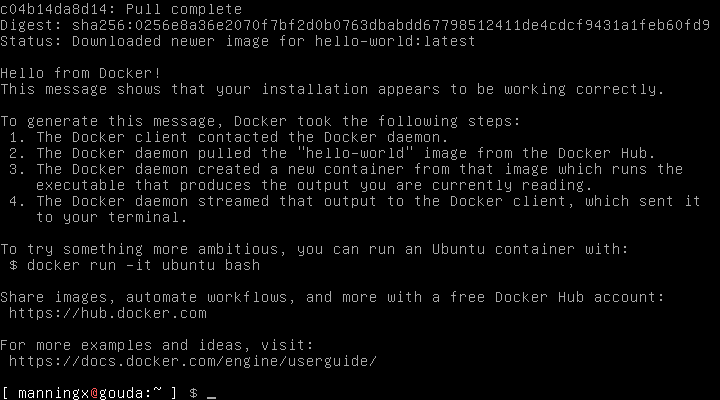 c04b14da8d14: Pull complete
Digest: sha256:0256e8a36e2070f7bf2d0b0763dbabdd67798512411de4cdcf9431a1feb60fd9
Status: Downloaded newer image for hello-world:latest
Hello from Docker!
This message shows that your installation appears to be working correctly.
To generate this message, Docker took the following steps:
1. The Docker client contacted the Docker daemon.
2. The Docker daemon pulled the "hello-world" image from the Docker Hub.
3. The Docker daemon created a new container from that image which runs the
executable that produces the output you are currently reading.
4. The Docker daemon streamed that output to the Docker client, which sent it
to your terminal.
To try something more ambitious, you can run an Ubuntu container with:
$ docker run -it ubuntu bash
Share images, automate workflows, and more with a free Docker Hub account:
https://hub.docker.com
For more examples and ideas, visit:
https://docs.docker.com/engine/userguide/
[ manningx@gouda:~ ] $ _